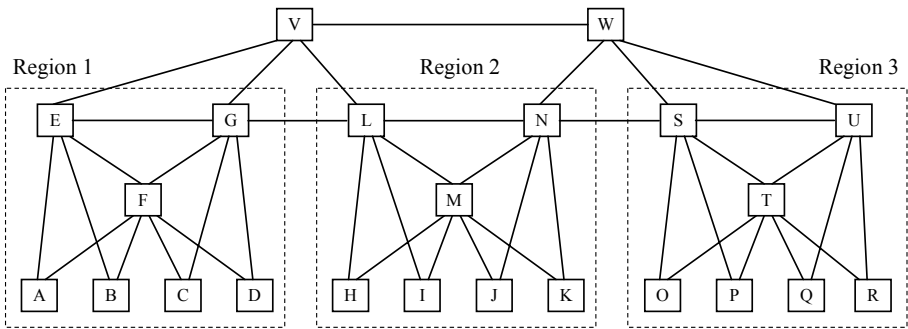 V W
Region 1 Region 2 Region 3
E G L N S U
F M T
A B C D H I J K O P Q R